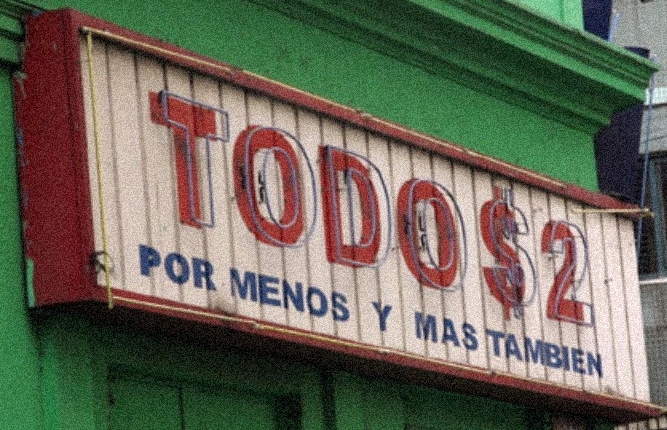 TODO $2
POR MENOS Y MAS TAMBIEN